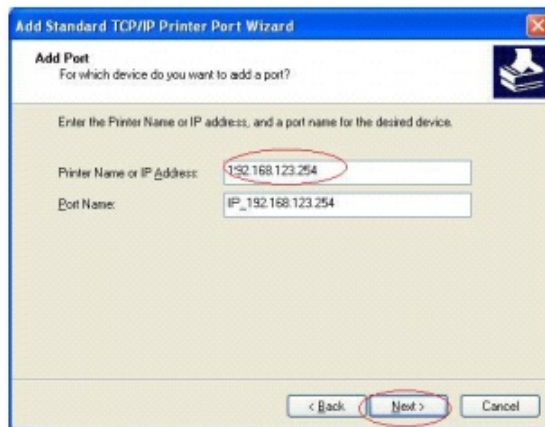 Add Standard TCP/IP Printer Port Wizard
Add Port
For which device do you want to add a port?
Enter the Printer Name or IP address, and a port name for the desired device.
Printer Name or IP Address: 192.168.123.254
Port Name: IP_192.168.123.254
< Back Next > Cancel